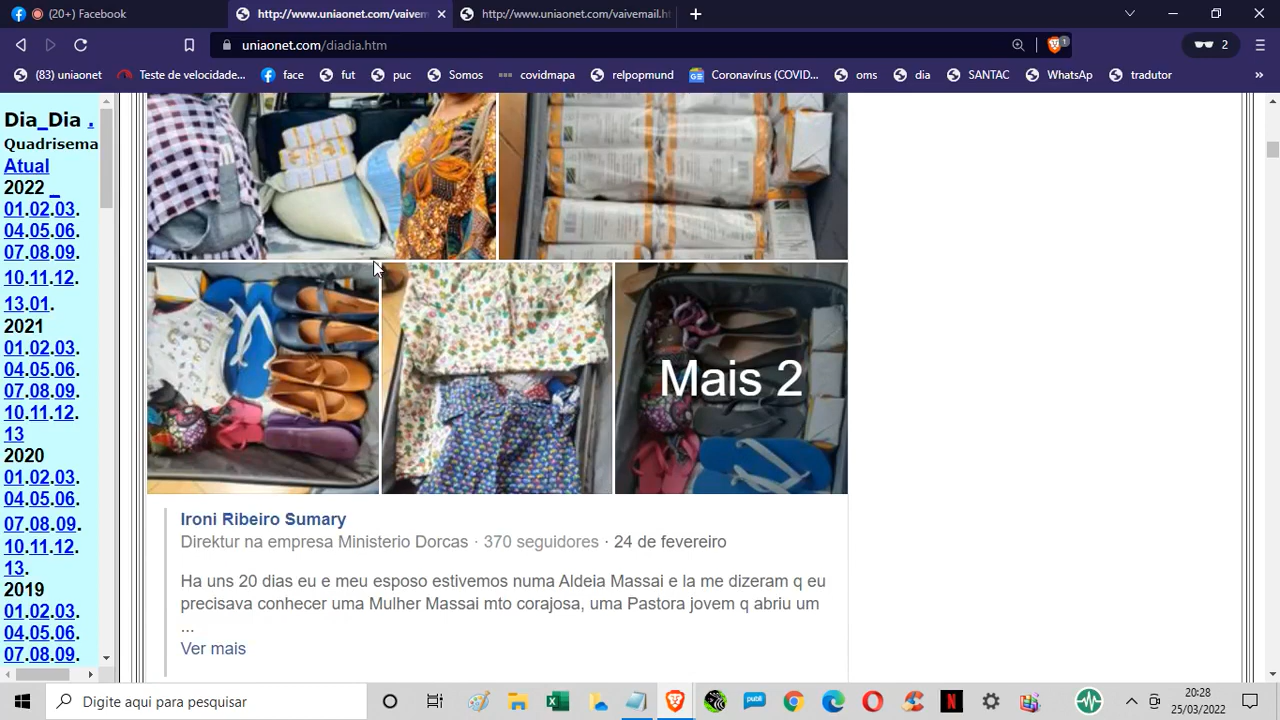 (20+) Facebook
http://www.uniaonet.com/vaivem
http://www.uniaonet.com/vaivemail.ht
uniaonet.com/diadia.htm
1
2
(83) uniaonet
Teste de velocidade...
face
fut
puc
Somos
covidmapa
relpopmund
Coronavírus (COVID...
oms
dia
SANTAC
WhatsApp
tradutor
»
Dia_Dia .
Quadrisema
Atual
2022 _
01.02.03.
04.05.06.
07.08.09.
10.11.12.
13.01.
2021
01.02.03.
04.05.06.
07.08.09.
10.11.12.
13
2020
01.02.03.
04.05.06.
07.08.09.
10.11.12.
13.
2019
01.02.03.
04.05.06.
07.08.09.
Mais 2
Ironi Ribeiro Sumary
Direktur na empresa Ministerio Dorcas · 370 seguidores · 24 de fevereiro
Ha uns 20 dias eu e meu esposo estivemos numa Aldeia Massai e la me dizeram q eu
precisava conhecer uma Mulher Massai mto corajosa, uma Pastora jovem q abriu um
...
Ver mais
Digite aqui para pesquisar
publi
N
20:28
25/03/2022